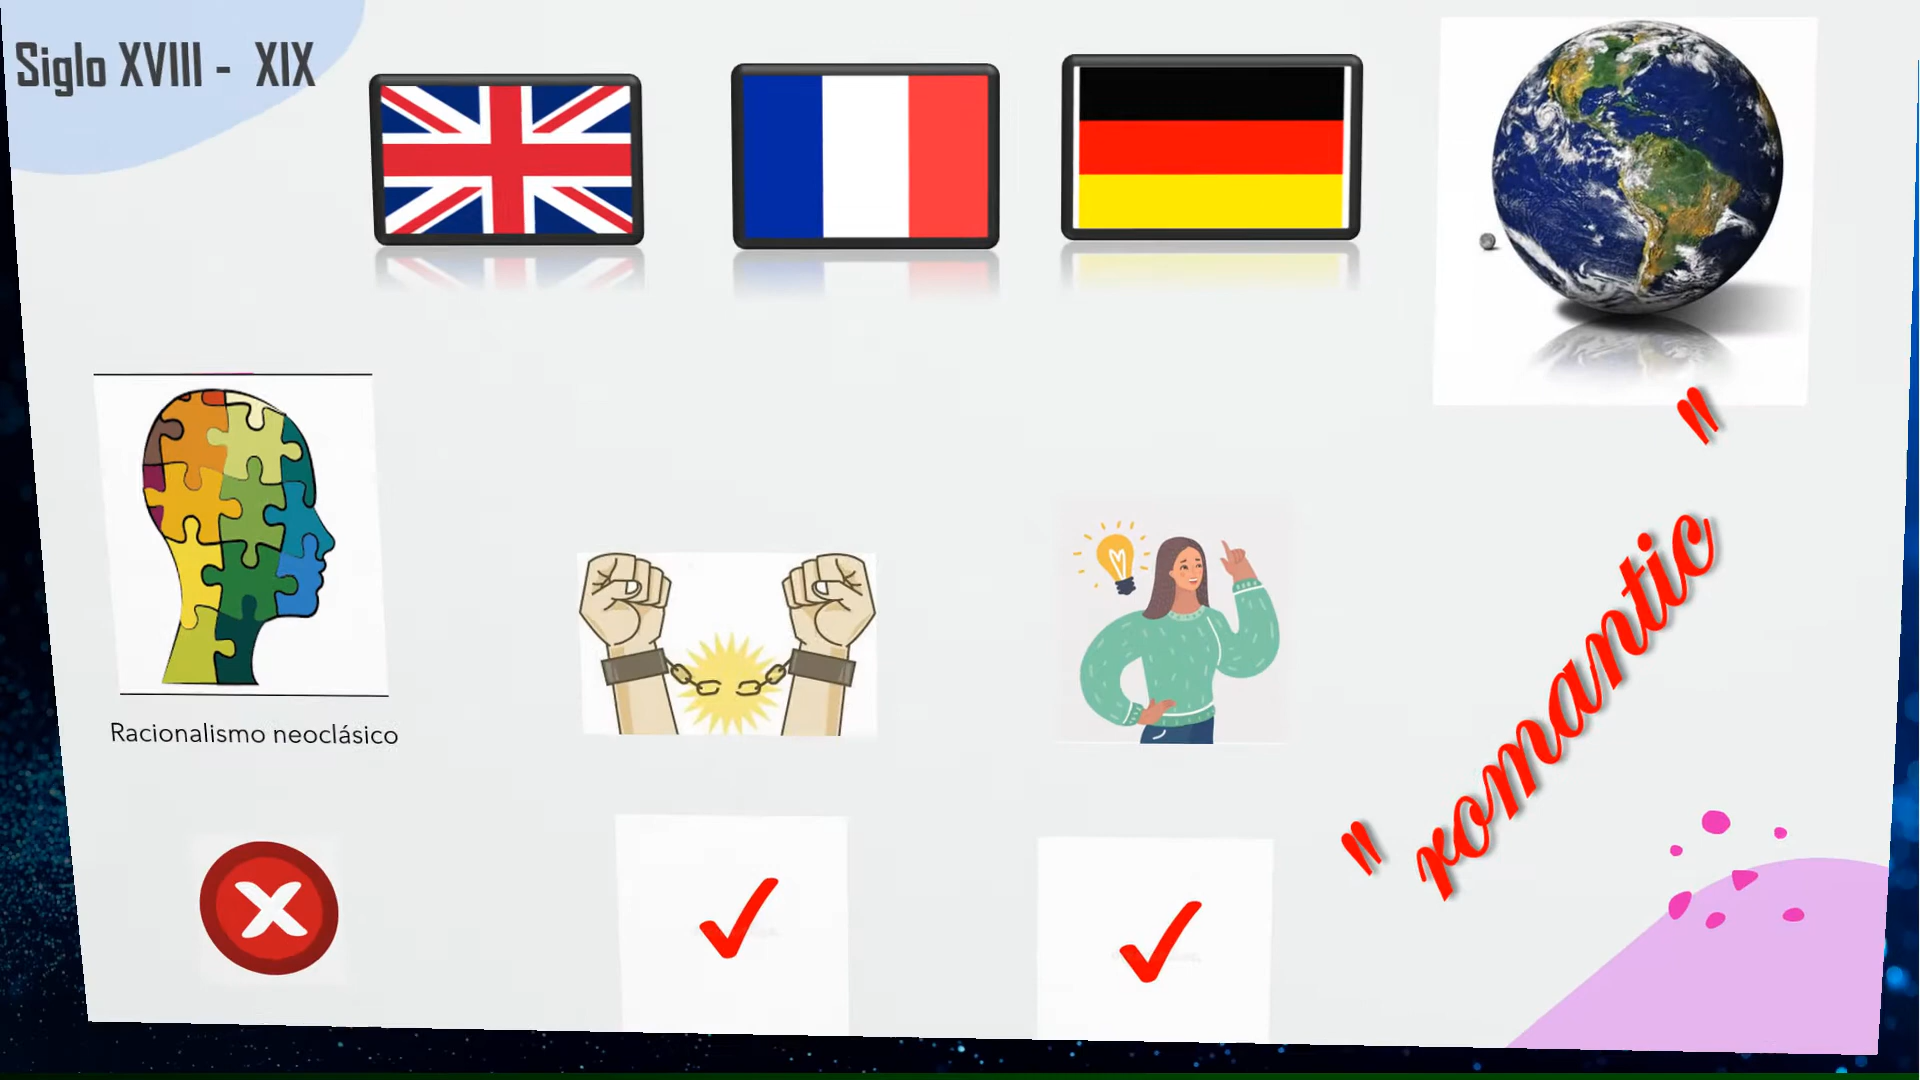 Siglo XVIII - XIX
Racionalismo neoclásico
" romantic "